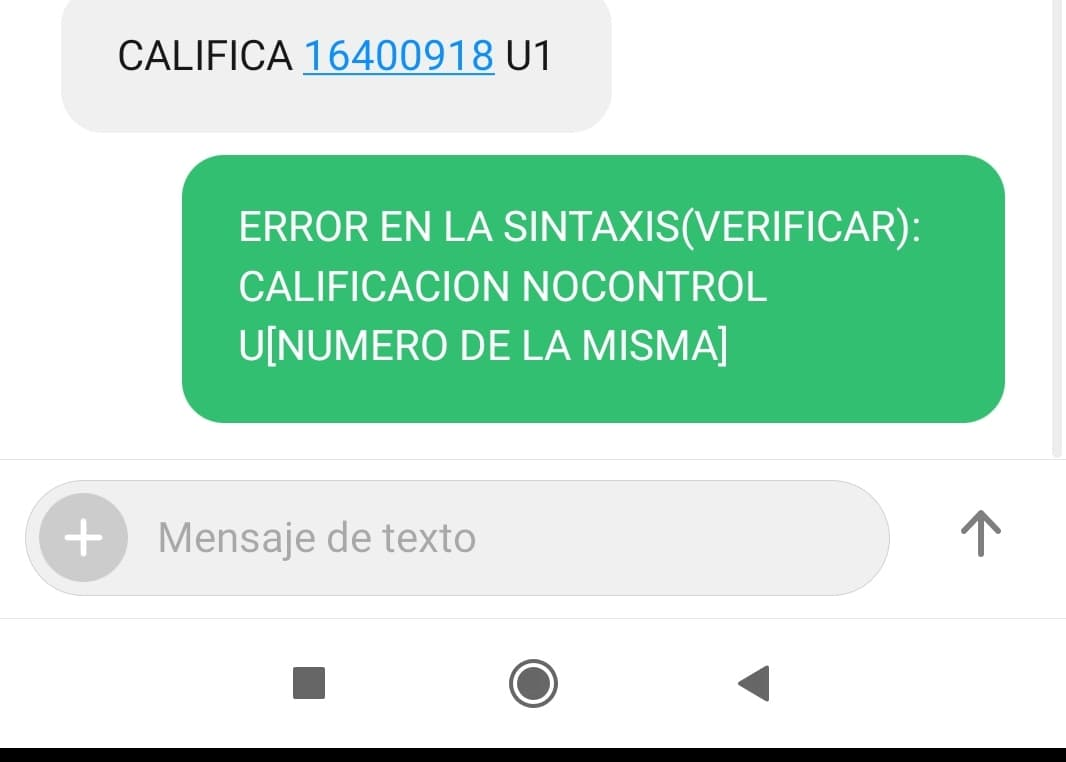 CALIFICA 16400918 U1
ERROR EN LA SINTAXIS(VERIFICAR):
CALIFICACION NOCONTROL
U[NUMERO DE LA MISMA]
Mensaje de texto